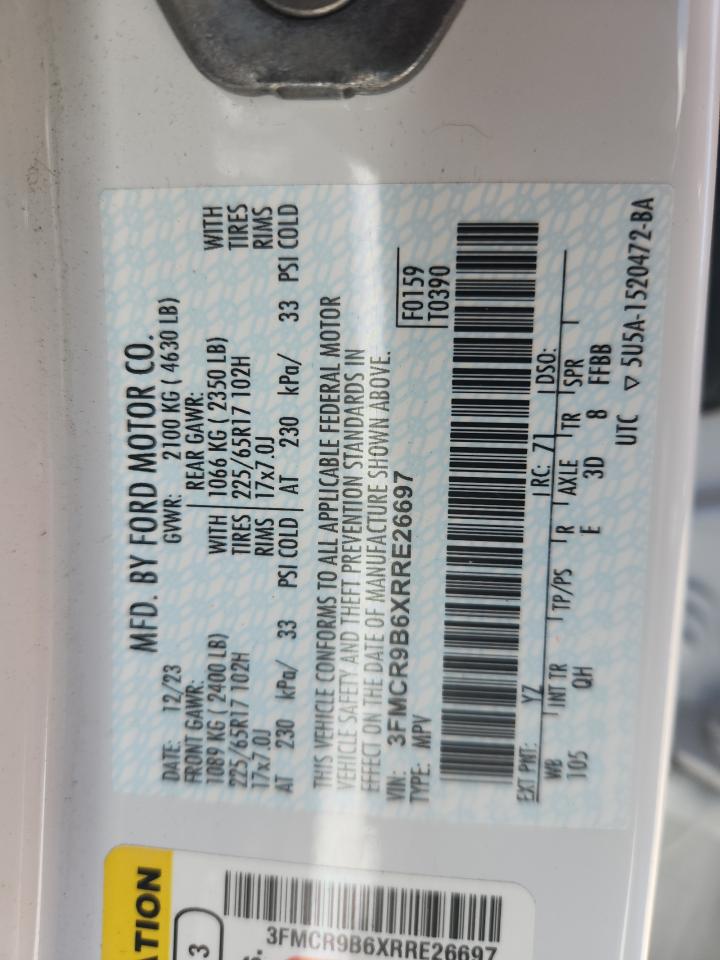 MFD. BY FORD MOTOR CO.
DATE: 12/23 GVWR: 2100 KG ( 4630 LB)
FRONT GAWR: REAR GAWR:
1089 KG ( 2400 LB) WITH 1066 KG ( 2350 LB) WITH
225/65R17 102H TIRES 225/65R17 102H TIRES
17x7.0J RIMS 17x7.0J RIMS
AT 230 kPa/ 33 PSI COLD AT 230 kPa/ 33 PSI COLD
THIS VEHICLE CONFORMS TO ALL APPLICABLE FEDERAL MOTOR
VEHICLE SAFETY AND THEFT PREVENTION STANDARDS IN
EFFECT ON THE DATE OF MANUFACTURE SHOWN ABOVE.
VIN: 3FMCR9B6XRRE26697 F0159
TYPE: MPV T0390
EXT PNT: YZ RC: 71 DSO:
WB INT TR TP/PS R AXLE TR SPR
105 QH E 3D 8 FFBB
UTC ▽ 5U5A-1520472-BA
ATION
3
3FMCR9B6XRRE26697